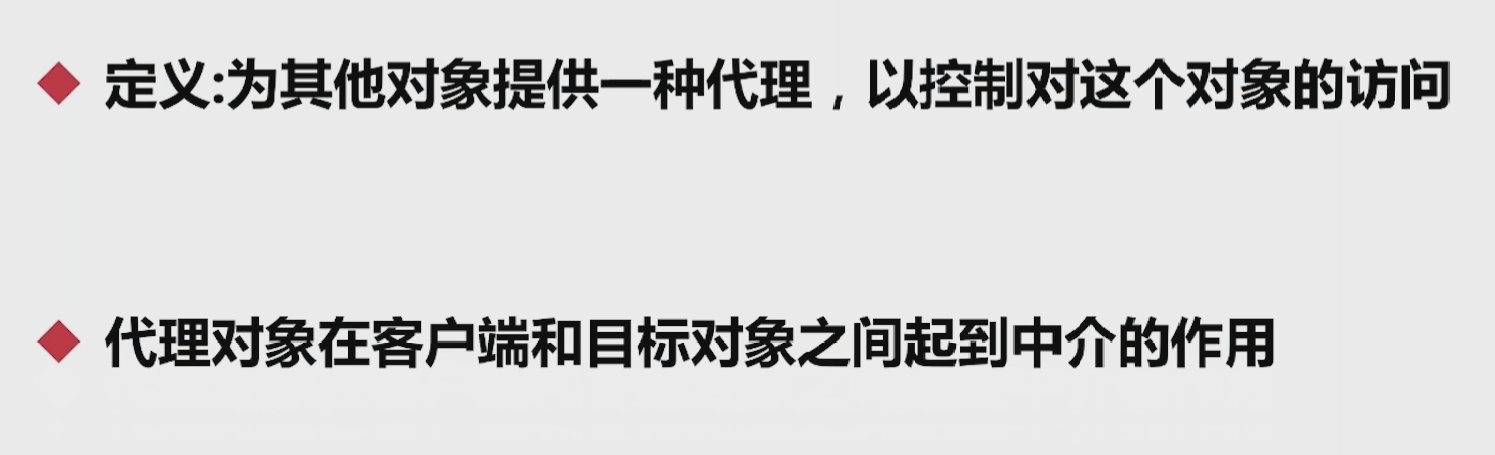 定义:为其他对象提供一种代理，以控制对这个对象的访问
代理对象在客户端和目标对象之间起到中介的作用